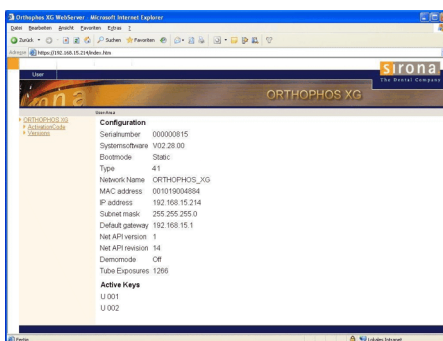 Orthophos XG WebServer - Microsoft Internet Explorer
Datei Bearbeiten Ansicht Favoriten Extras ?
Zurück Suchen Favoriten
Adresse https://192.168.15.214/index.htm
sirona
The Dental Company
User
ORTHOPHOS XG
User Area
ORTHOPHOS XG
ActivationCode
Versions
Configuration
Serialnumber 000000815
Systemsoftware V02.28.00
Bootmode Static
Type 41
Network Name ORTHOPHOS_XG
MAC address 001019004884
IP address 192.168.15.214
Subnet mask 255.255.255.0
Default gateway 192.168.15.1
Net API version 1
Net API revision 14
Demomode Off
Tube Exposures 1266
Active Keys
U 001
U 002
Fertig Lokales Intranet